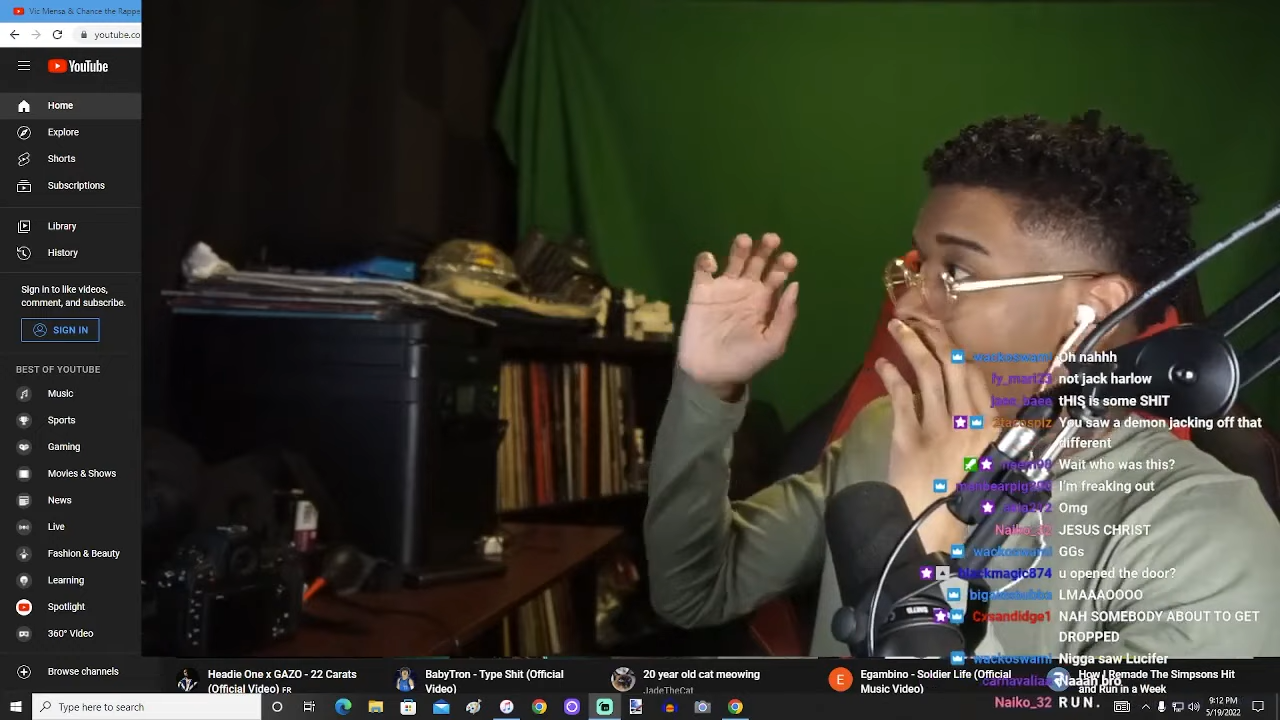 Vic Mensa & Chance the Rappe
youtube.co
YouTube
Home
Explore
Shorts
Subscriptions
Library
History
Sign in to like videos,
comment, and subscribe.
SIGN IN
BEST OF YOUTUBE
Music
Sports
Gaming
Movies & Shows
News
Live
Fashion & Beauty
Learning
Spotlight
360° Video
Browse channels
wackoswami Oh nahhh
not jack harlow
tHIS is some SHIT
You saw a demon jacking off that
different
Wait who was this?
I'm freaking out
Omg
Naiko_32 JESUS CHRIST
wackoswami GGs
blackmagic874 u opened the door?
LMAAAOOOO
Cxsandidge1 NAH SOMEBODY ABOUT TO GET
DROPPED
wackoswami Nigga saw Lucifer
Naaah bro
Naiko_32 R U N .
Headie One x GAZO - 22 Carats
(Official Video) FR
BabyTron - Type Shit (Official
Video)
20 year old cat meowing
JadeTheCat
E
Egambino - Soldier Life (Official
Music Video)
How I Remade The Simpsons Hit
and Run in a Week
Type here to search
9:12 PM
5/19/2022